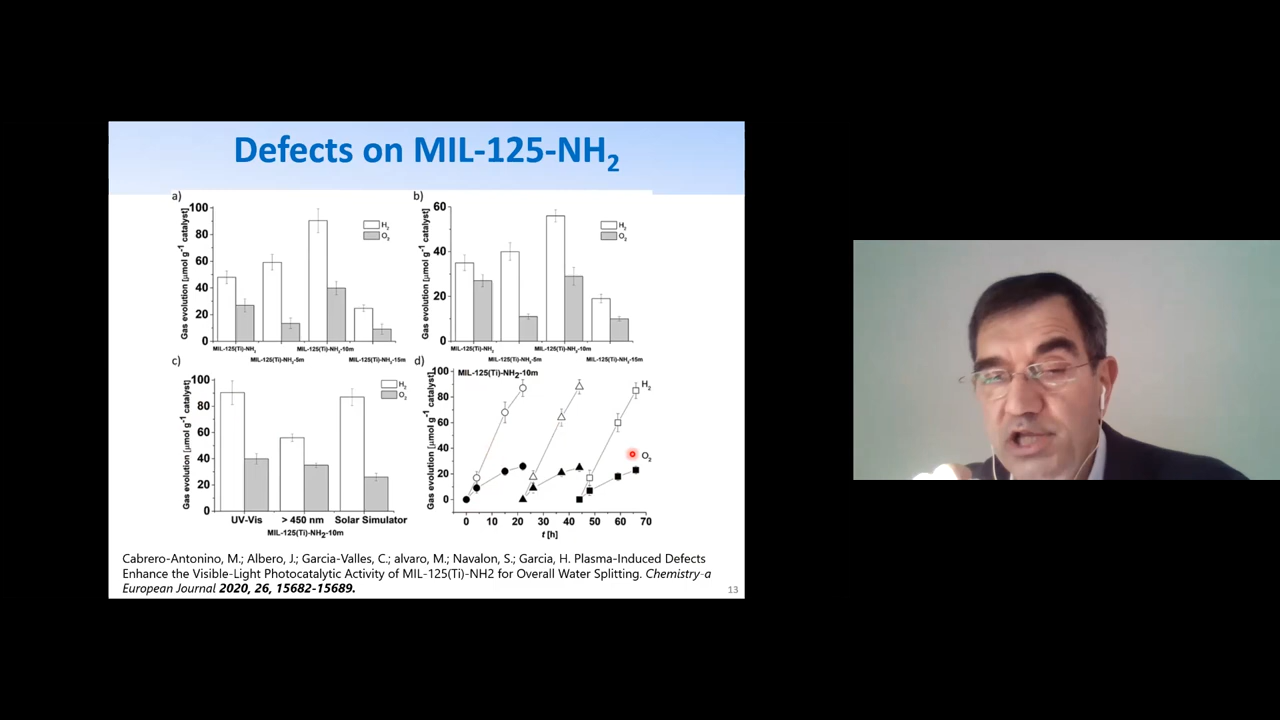 Defects on MIL-125-NH2
a)
Gas evolution [µmol g-1 catalyst]
100
80
60
40
20
0
H2
O2
MIL-125(Ti)-NH2
MIL-125(Ti)-NH2-5m
MIL-125(Ti)-NH2-10m
MIL-125(Ti)-NH2-15m
b)
Gas evolution [µmol g-1 catalyst]
60
40
20
0
H2
O2
MIL-125(Ti)-NH2
MIL-125(Ti)-NH2-5m
MIL-125(Ti)-NH2-10m
MIL-125(Ti)-NH2-15m
c)
Gas evolution [µmol g-1 catalyst]
100
80
60
40
20
0
H2
O2
UV-Vis > 450 nm Solar Simulator
MIL-125(Ti)-NH2-10m
d)
Gas evolution [µmol g-1 catalyst]
100
80
60
40
20
0
MIL-125(Ti)-NH2-10m
H2
O2
0 10 20 30 40 50 60 70
t [h]
Cabrero-Antonino, M.; Albero, J.; Garcia-Valles, C.; alvaro, M.; Navalon, S.; Garcia, H. Plasma-Induced Defects
Enhance the Visible-Light Photocatalytic Activity of MIL-125(Ti)-NH2 for Overall Water Splitting. Chemistry-a
European Journal 2020, 26, 15682-15689.
13